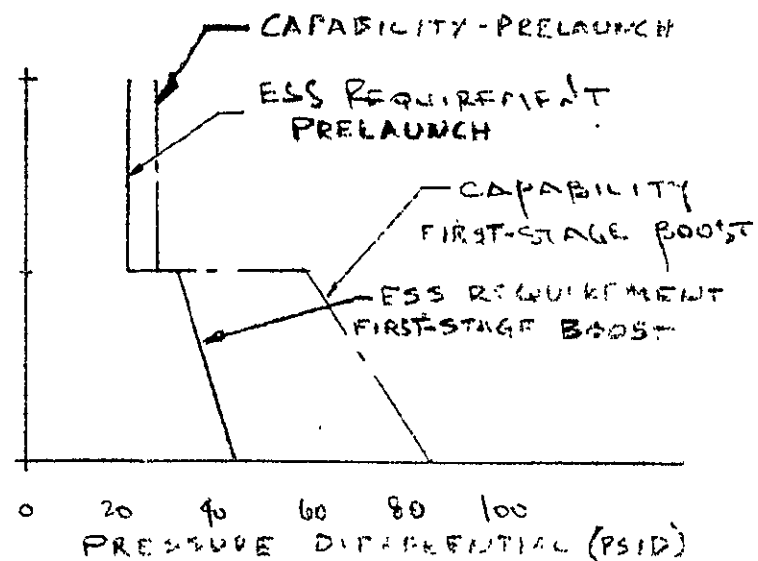 CAPABILITY-PRELAUNCH
ESS REQUIREMENT
PRELAUNCH
CAPABILITY
FIRST-STAGE BOOST
ESS REQUIREMENT
FIRST-STAGE BOOST
0 20 40 60 80 100
PRESSURE DIFFERENTIAL (PSID)